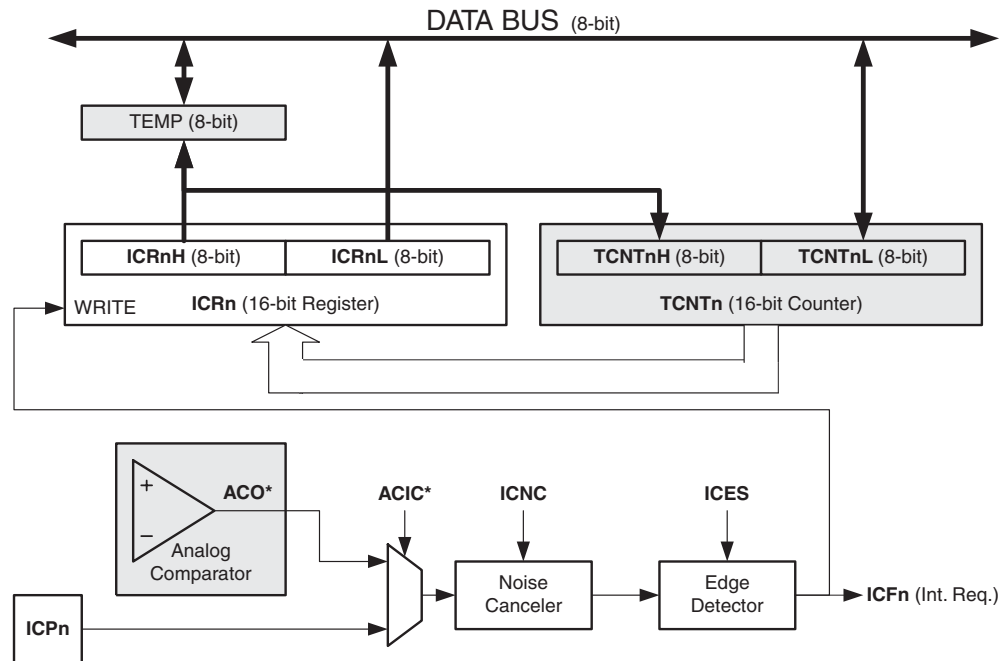 DATA BUS (8-bit)
TEMP (8-bit)
ICRnH (8-bit)
ICRnL (8-bit)
TCNTnH (8-bit)
TCNTnL (8-bit)
WRITE
ICRn (16-bit Register)
TCNTn (16-bit Counter)
+
−
ACO*
Analog
Comparator
ACIC*
ICNC
ICES
Noise
Canceler
Edge
Detector
ICFn (Int. Req.)
ICPn